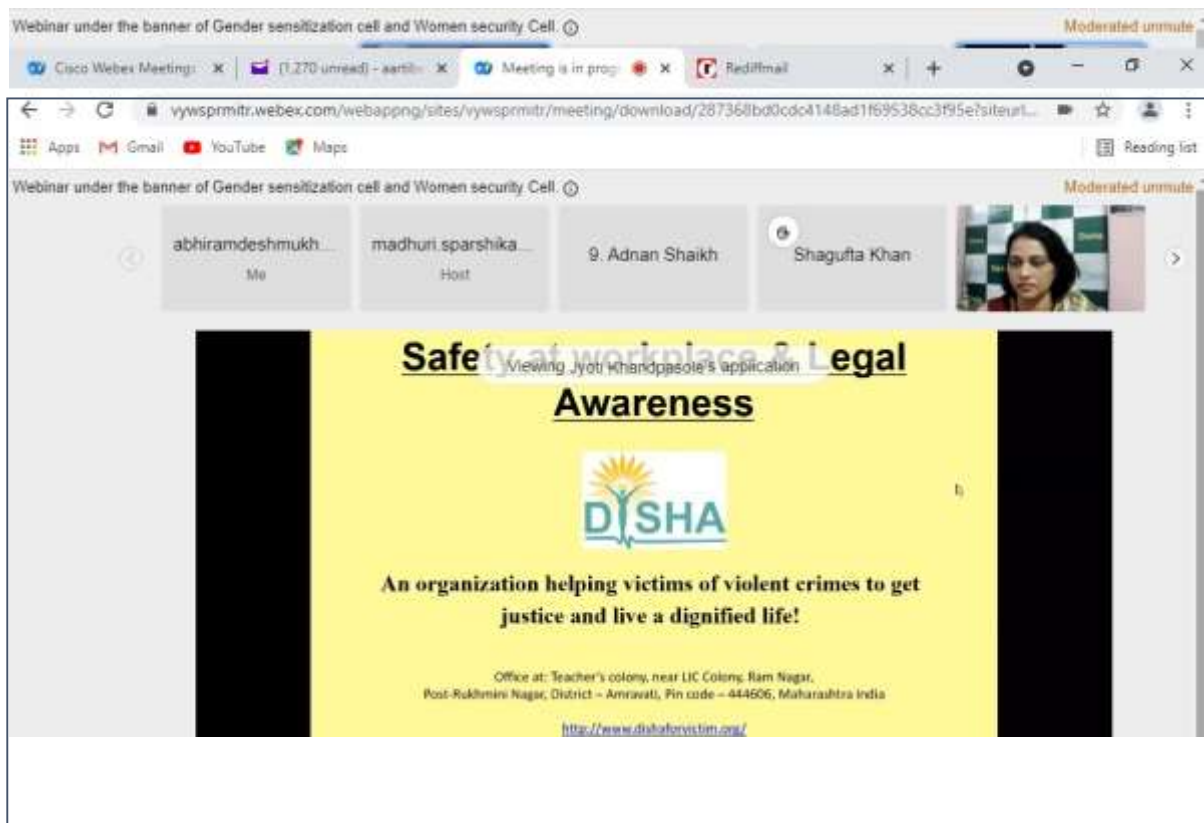 Webinar under the banner of Gender sensitization cell and Women security Cell.
Moderated unmute
Cisco Webex Meeting:
(1,270 unread) - aartib
Meeting is in prog
Rediffmail
vywsprmitr.webex.com/webappng/sites/vywsprmitr/meeting/download/287368bd0cdc4148ad1f69538cc3f95e?siteurl...
Apps Gmail YouTube Maps
Reading list
Webinar under the banner of Gender sensitization cell and Women security Cell.
Moderated unmute
abhiramdeshmukh...
Me
madhuri.sparshika...
Host
9. Adnan Shaikh
Shagufta Khan
Safety at workplace & Legal
Viewing Jyoti Khandpasole's application
Awareness
DISHA
An organization helping victims of violent crimes to get
justice and live a dignified life!
Office at: Teacher's colony, near LIC Colony, Ram Nagar,
Post-Rukhmini Nagar, District – Amravati, Pin code – 444606, Maharashtra India
http://www.dishaforvictim.org/